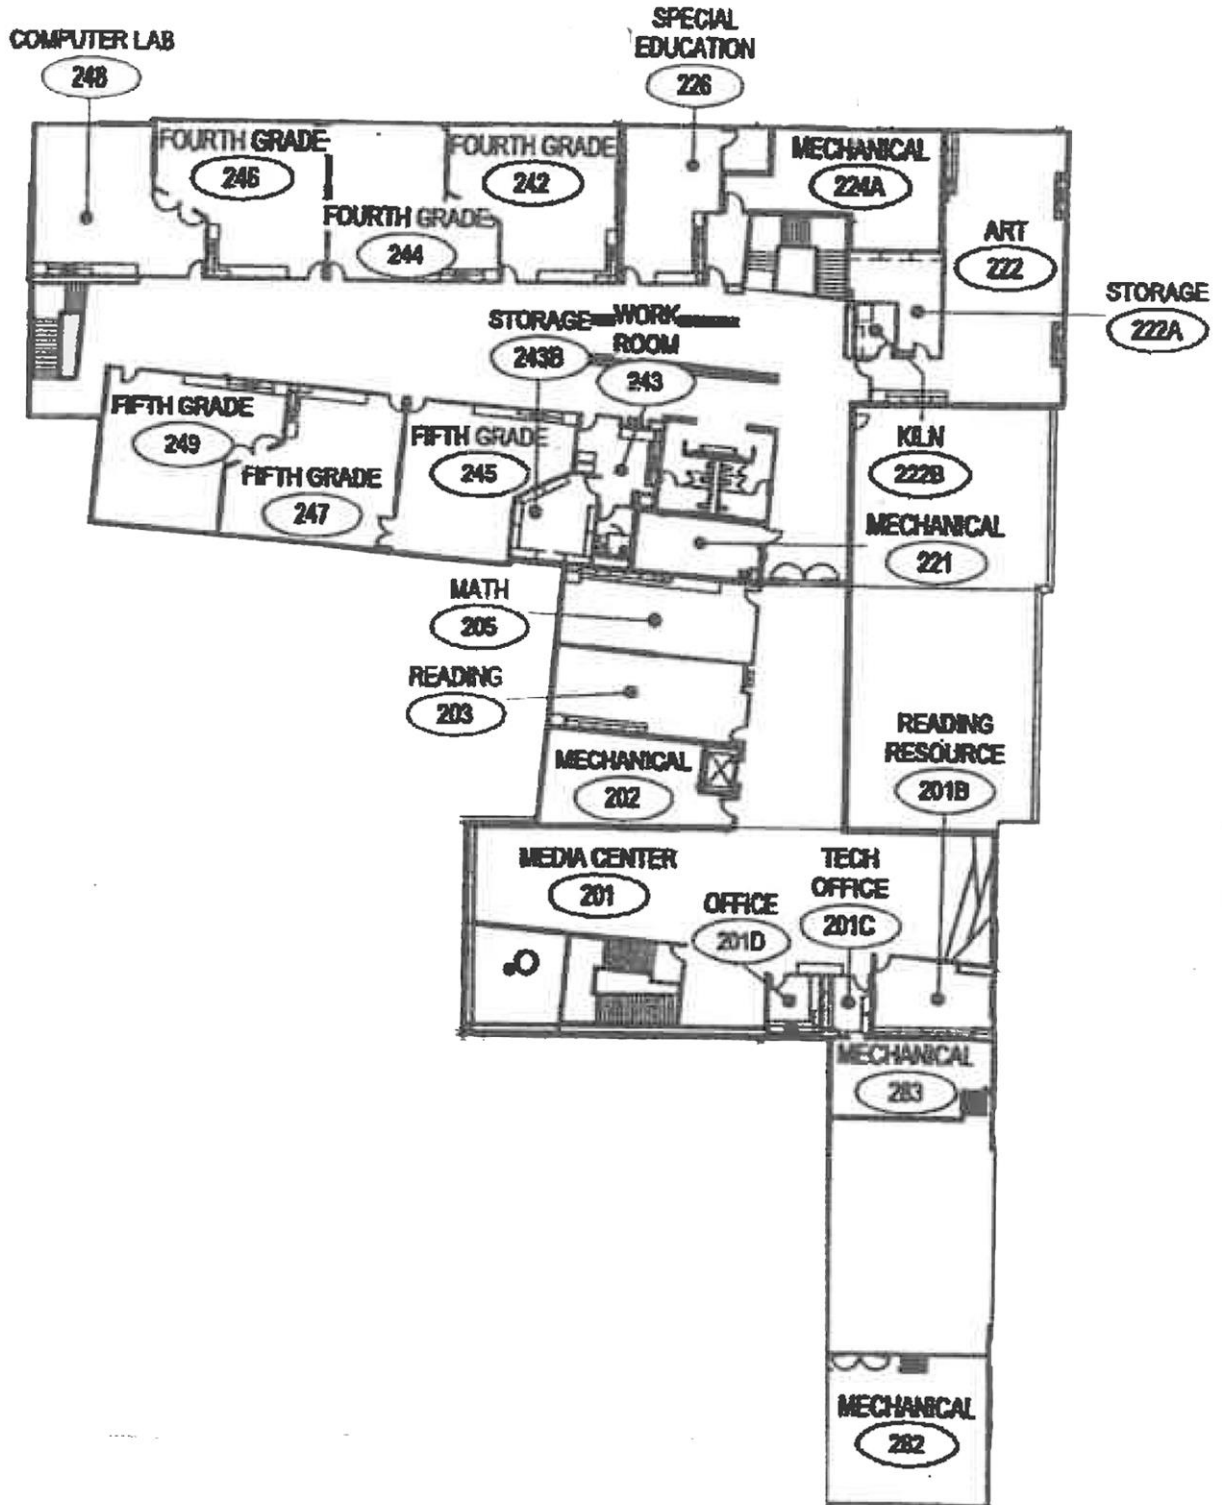 COMPUTER LAB
248
SPECIAL
EDUCATION
226
FOURTH GRADE
246
FOURTH GRADE
244
FOURTH GRADE
242
MECHANICAL
224A
ART
222
STORAGE
222A
STORAGE
243B
WORK
ROOM
243
FIFTH GRADE
249
FIFTH GRADE
247
FIFTH GRADE
245
KILN
222B
MECHANICAL
221
MATH
205
READING
203
MECHANICAL
202
READING
RESOURCE
201B
MEDIA CENTER
201
OFFICE
201D
TECH
OFFICE
201C
MECHANICAL
283
MECHANICAL
282